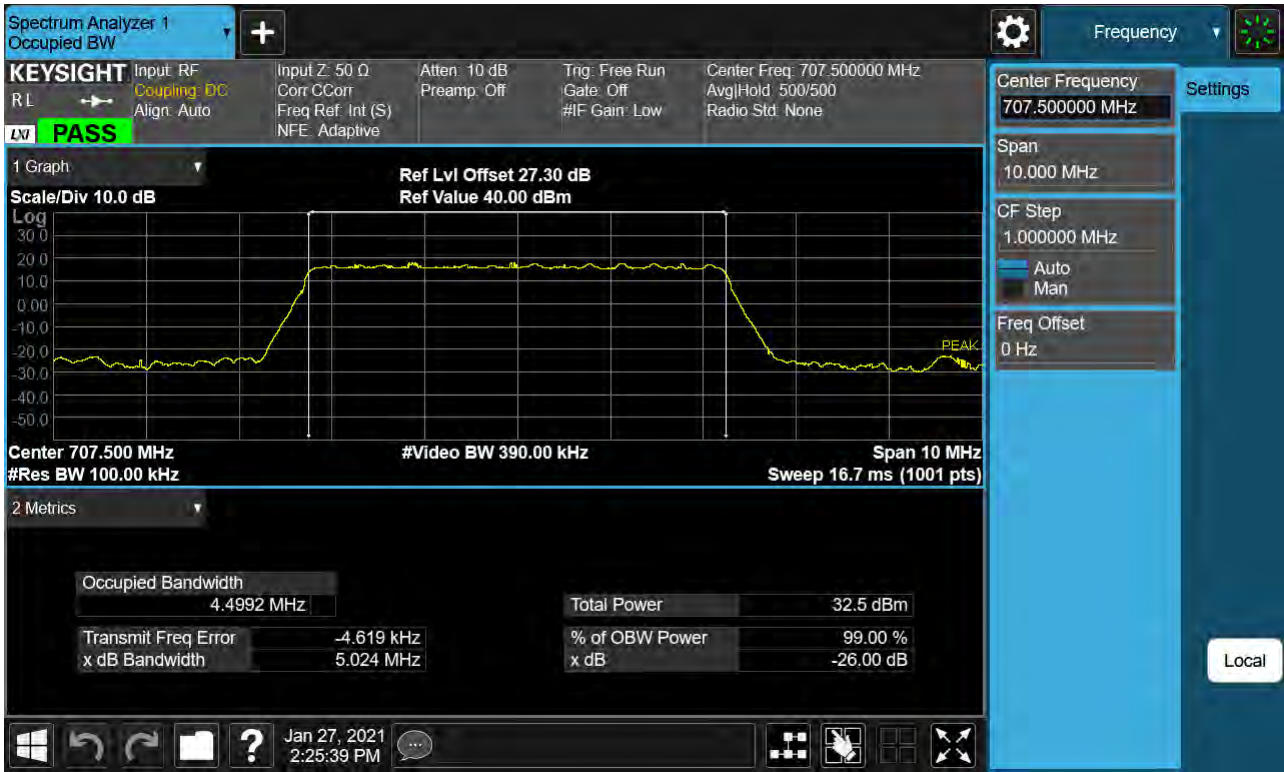 Spectrum Analyzer 1
Occupied BW
+
Frequency
KEYSIGHT
R L
LXI
PASS
Input: RF
Coupling: DC
Align: Auto
Input Z: 50 Ω
Corr CCorr
Freq Ref: Int (S)
NFE: Adaptive
Atten: 10 dB
Preamp: Off
Trig: Free Run
Gate: Off
#IF Gain: Low
Center Freq: 707.500000 MHz
Avg|Hold: 500/500
Radio Std: None
Center Frequency
707.500000 MHz
Settings
Span
10.000 MHz
CF Step
1.000000 MHz
Auto
Man
Freq Offset
0 Hz
Local
1 Graph
Scale/Div 10.0 dB
Ref Lvl Offset 27.30 dB
Ref Value 40.00 dBm
Log
30.0
20.0
10.0
0.00
-10.0
-20.0
-30.0
-40.0
-50.0
PEAK
Center 707.500 MHz
#Video BW 390.00 kHz
Span 10 MHz
#Res BW 100.00 kHz
Sweep 16.7 ms (1001 pts)
2 Metrics
Occupied Bandwidth
4.4992 MHz
Total Power 32.5 dBm
Transmit Freq Error -4.619 kHz
% of OBW Power 99.00 %
x dB Bandwidth 5.024 MHz
x dB -26.00 dB
?
Jan 27, 2021
2:25:39 PM